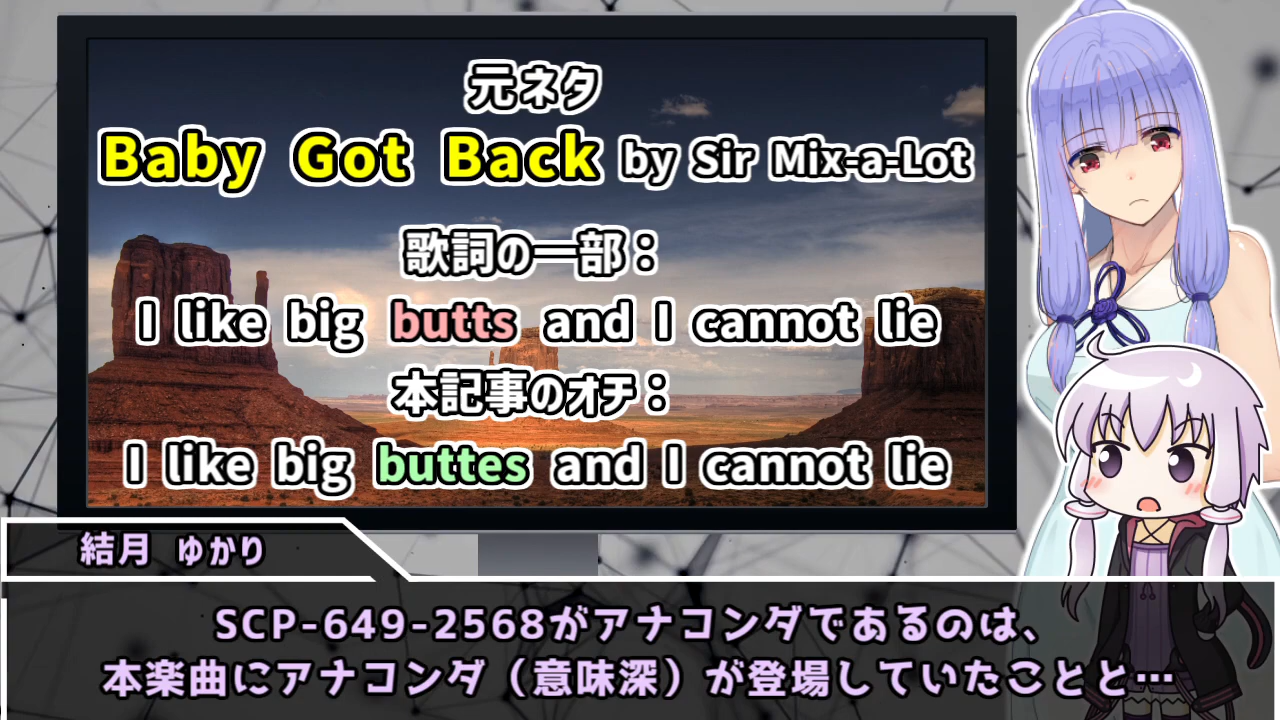 元ネタ
Baby Got Back by Sir Mix-a-Lot
歌詞の一部：
I like big butts and I cannot lie
本記事のオチ：
I like big buttes and I cannot lie
結月 ゆかり
SCP-649-2568がアナコンダであるのは、
本楽曲にアナコンダ（意味深）が登場していたことと…